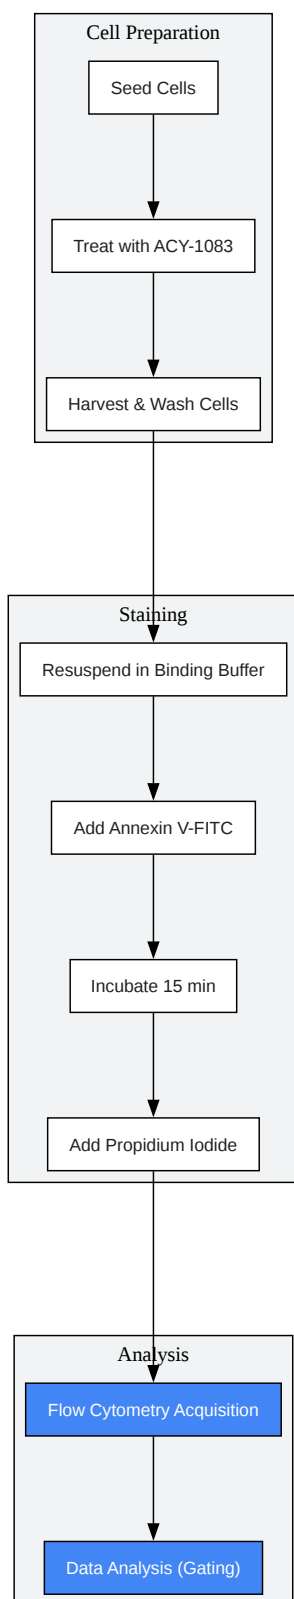 Cell Preparation
Seed Cells
Treat with ACY-1083
Harvest & Wash Cells
Staining
Resuspend in Binding Buffer
Add Annexin V-FITC
Incubate 15 min
Add Propidium Iodide
Analysis
Flow Cytometry Acquisition
Data Analysis (Gating)